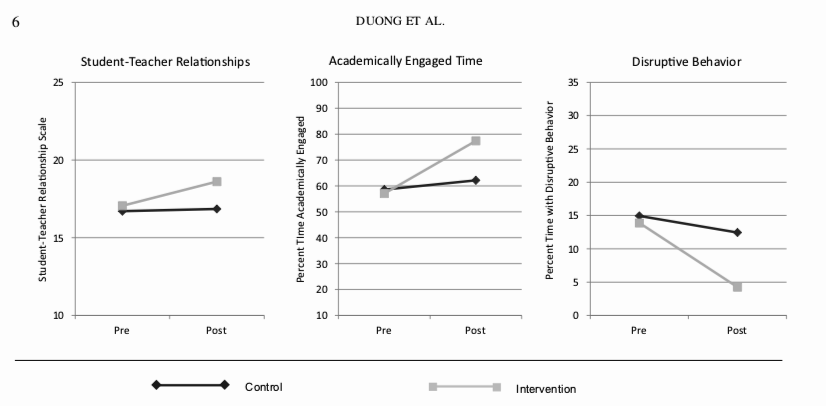 6
DUONG ET AL.
Student-Teacher Relationships
Student-Teacher Relationship Scale
25
20
15
10
Pre Post
Academically Engaged Time
Percent Time Academically Engaged
100
90
80
70
60
50
40
30
20
10
Pre Post
Disruptive Behavior
Percent Time with Disruptive Behavior
35
30
25
20
15
10
5
0
Pre Post
Control Intervention